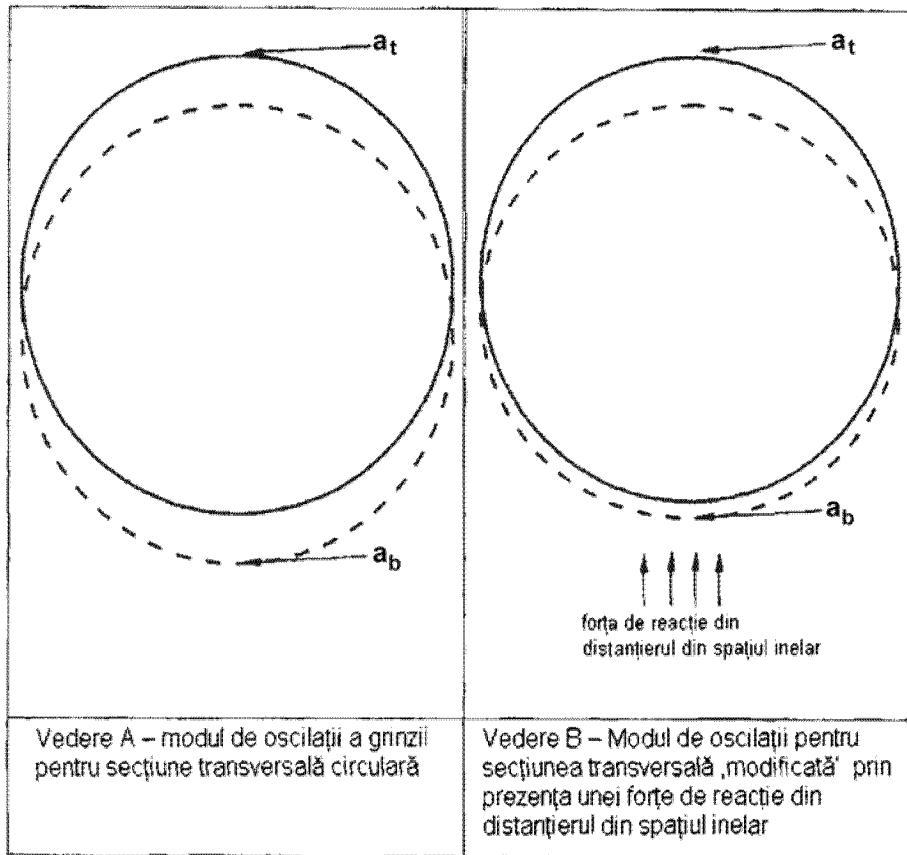 a_t
a_b
Vedere A – modul de oscilații a grinzii
pentru secțiune transversală circulară
a_t
a_b
forța de reacție din
distanțierul din spațiul inelar
Vedere B – Modul de oscilații pentru
secțiunea transversală „modificată" prin
prezența unei forțe de reacție din
distanțierul din spațiul inelar